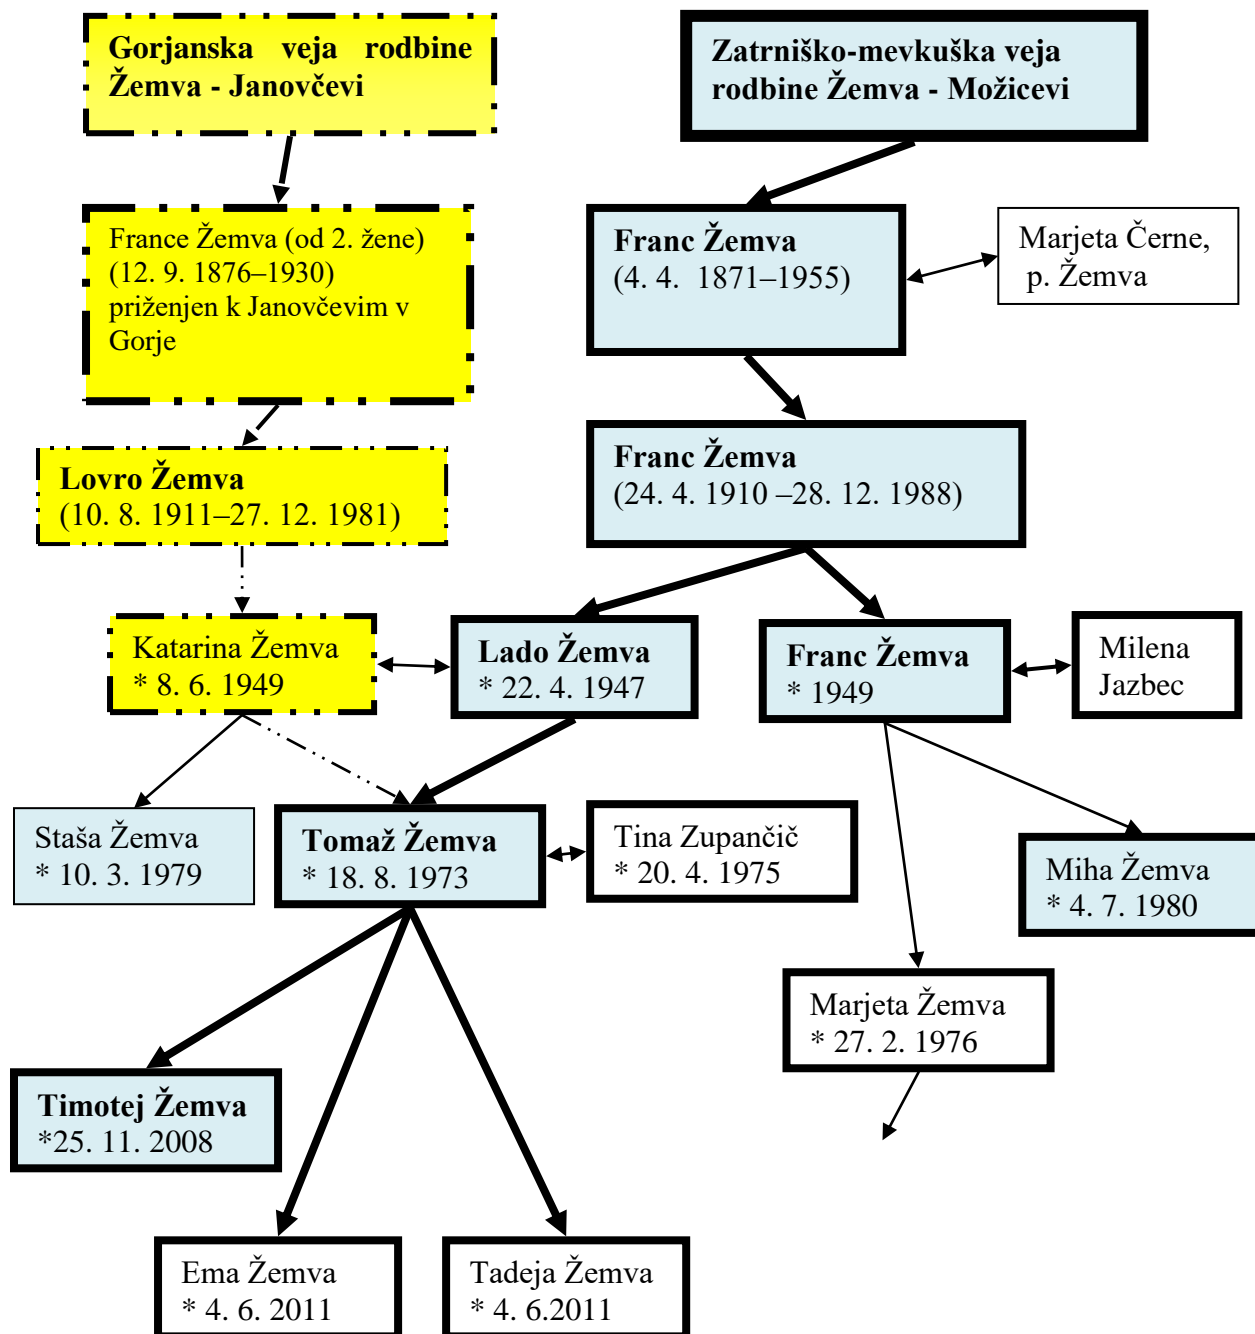 Gorjanska veja rodbine
Žemva - Janovčevi
Zatrniško-mevkuška veja
rodbine Žemva - Možicevi
France Žemva (od 2. žene)
(12. 9. 1876–1930)
priženjen k Janovčevim v
Gorje
Franc Žemva
(4. 4. 1871–1955)
Marjeta Černe,
p. Žemva
Lovro Žemva
(10. 8. 1911–27. 12. 1981)
Franc Žemva
(24. 4. 1910 –28. 12. 1988)
Katarina Žemva
* 8. 6. 1949
Lado Žemva
* 22. 4. 1947
Franc Žemva
* 1949
Milena
Jazbec
Staša Žemva
* 10. 3. 1979
Tomaž Žemva
* 18. 8. 1973
Tina Zupančič
* 20. 4. 1975
Miha Žemva
* 4. 7. 1980
Marjeta Žemva
* 27. 2. 1976
Timotej Žemva
*25. 11. 2008
Ema Žemva
* 4. 6. 2011
Tadeja Žemva
* 4. 6.2011